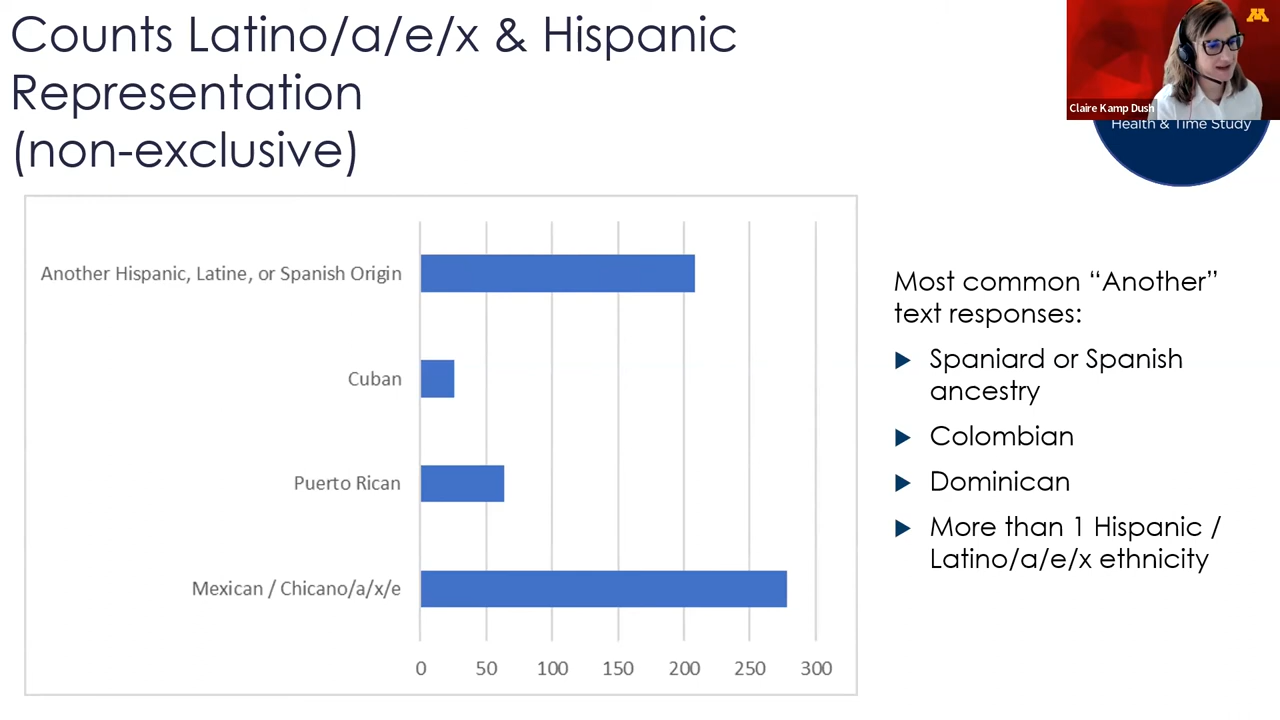 Counts Latino/a/e/x & Hispanic
Representation
(non-exclusive)
Claire Kamp Dush
Health & Time Study
Another Hispanic, Latine, or Spanish Origin
Cuban
Puerto Rican
Mexican / Chicano/a/x/e
0 50 100 150 200 250 300
Most common “Another”
text responses:
Spaniard or Spanish
ancestry
Colombian
Dominican
More than 1 Hispanic /
Latino/a/e/x ethnicity